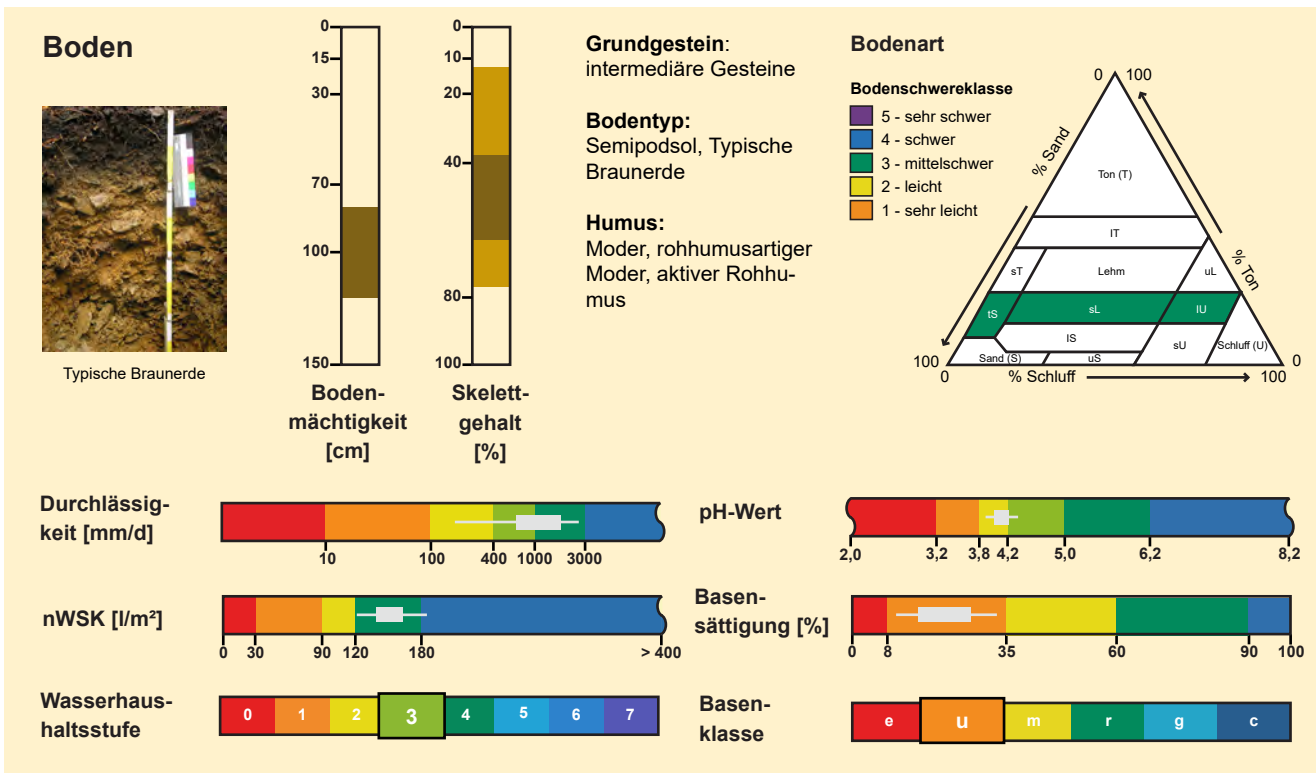 Boden
Typische Braunerde
0
15
30
70
100
150
Boden-
mächtigkeit
[cm]
0
10
20
40
80
100
Skelett-
gehalt
[%]
Grundgestein:
intermediäre Gesteine
Bodentyp:
Semipodsol, Typische
Braunerde
Humus:
Moder, rohhumusartiger
Moder, aktiver Rohhu-
mus
Bodenart
Bodenschwereklasse
5 - sehr schwer
4 - schwer
3 - mittelschwer
2 - leicht
1 - sehr leicht
0 100
% Sand
% Ton
Ton (T)
lT
sT Lehm uL
tS sL lU
lS
Sand (S) uS sU Schluff (U)
100 0
0 % Schluff 100
Durchlässig-
keit [mm/d]
10 100 400 1000 3000
pH-Wert
2,0 3,2 3,8 4,2 5,0 6,2 8,2
nWSK [l/m²]
0 30 90 120 180 > 400
Basen-
sättigung [%]
0 8 35 60 90 100
Wasserhaus-
haltsstufe
0 1 2 3 4 5 6 7
Basen-
klasse
e u m r g c